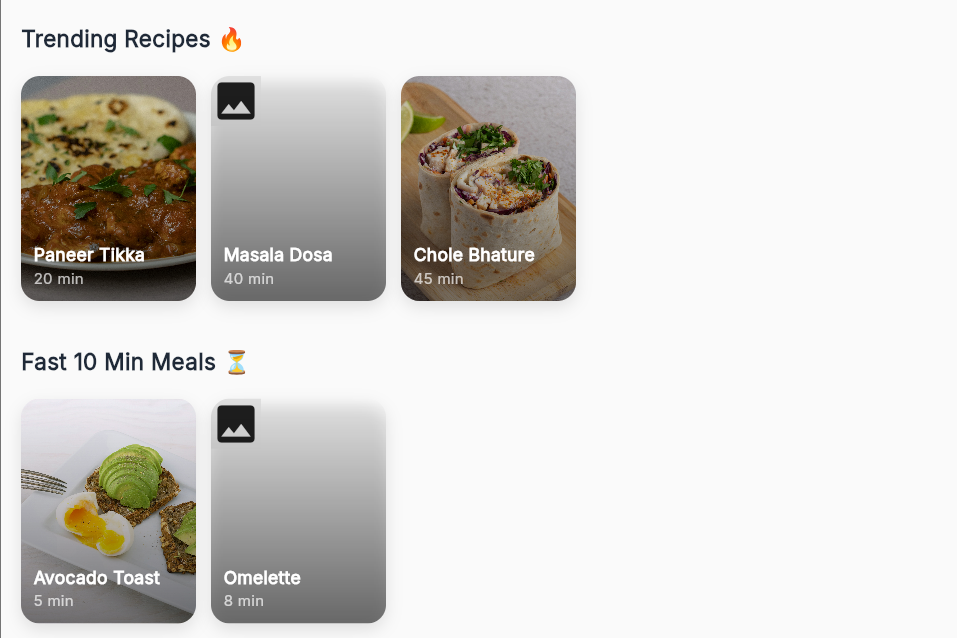 Trending Recipes 🔥
Paneer Tikka
20 min
Masala Dosa
40 min
Chole Bhature
45 min
Fast 10 Min Meals ⏳
Avocado Toast
5 min
Omelette
8 min